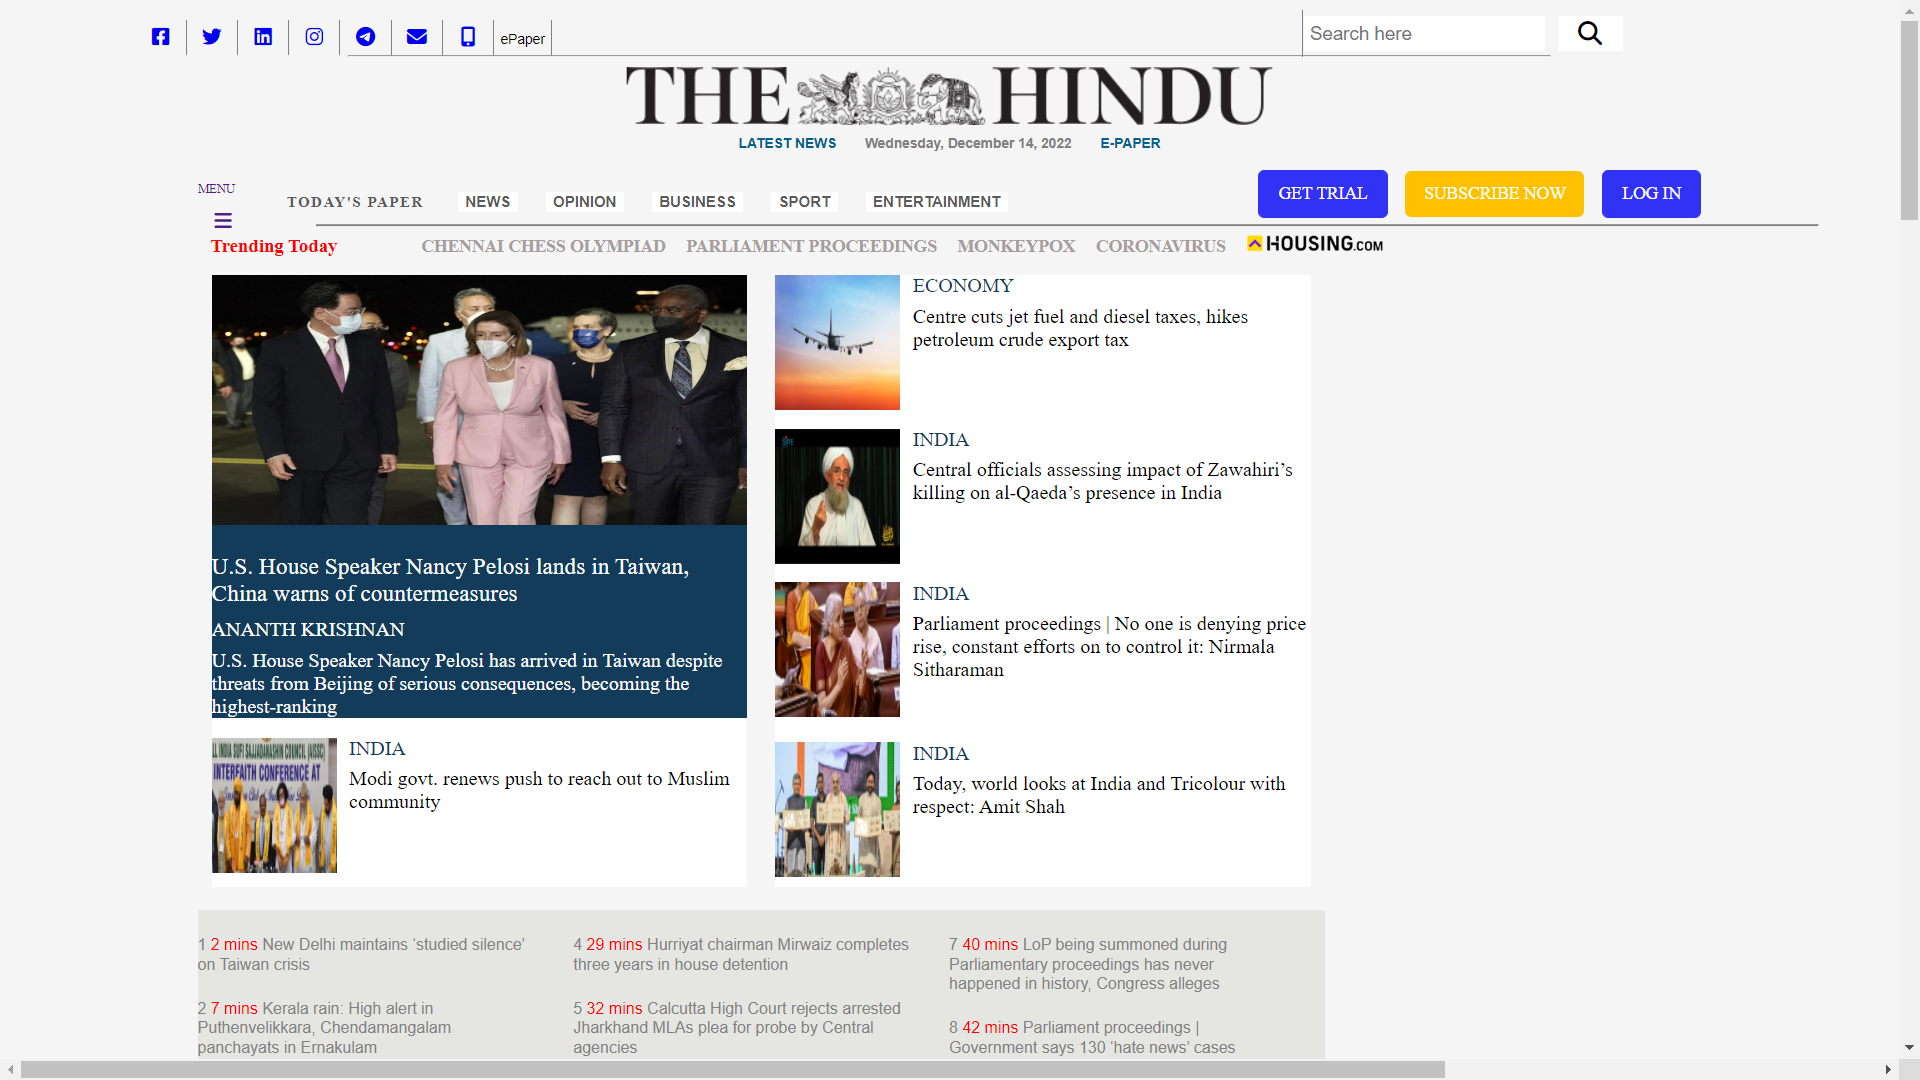 ePaper
Search here
THE HINDU
LATEST NEWS Wednesday, December 14, 2022 E-PAPER
MENU
TODAY'S PAPER NEWS OPINION BUSINESS SPORT ENTERTAINMENT
GET TRIAL SUBSCRIBE NOW LOG IN
Trending Today CHENNAI CHESS OLYMPIAD PARLIAMENT PROCEEDINGS MONKEYPOX CORONAVIRUS HOUSING.COM
U.S. House Speaker Nancy Pelosi lands in Taiwan,
China warns of countermeasures
ANANTH KRISHNAN
U.S. House Speaker Nancy Pelosi has arrived in Taiwan despite
threats from Beijing of serious consequences, becoming the
highest-ranking
LL INDIA SUFI SAJJADANASHIN COUNCIL (AISSC)
INTERFAITH CONFERENCE AT
INDIA
Modi govt. renews push to reach out to Muslim
community
ECONOMY
Centre cuts jet fuel and diesel taxes, hikes
petroleum crude export tax
INDIA
Central officials assessing impact of Zawahiri’s
killing on al-Qaeda’s presence in India
INDIA
Parliament proceedings | No one is denying price
rise, constant efforts on to control it: Nirmala
Sitharaman
INDIA
Today, world looks at India and Tricolour with
respect: Amit Shah
1 2 mins New Delhi maintains ‘studied silence’
on Taiwan crisis
2 7 mins Kerala rain: High alert in
Puthenvelikkara, Chendamangalam
panchayats in Ernakulam
4 29 mins Hurriyat chairman Mirwaiz completes
three years in house detention
5 32 mins Calcutta High Court rejects arrested
Jharkhand MLAs plea for probe by Central
agencies
7 40 mins LoP being summoned during
Parliamentary proceedings has never
happened in history, Congress alleges
8 42 mins Parliament proceedings |
Government says 130 ‘hate news’ cases